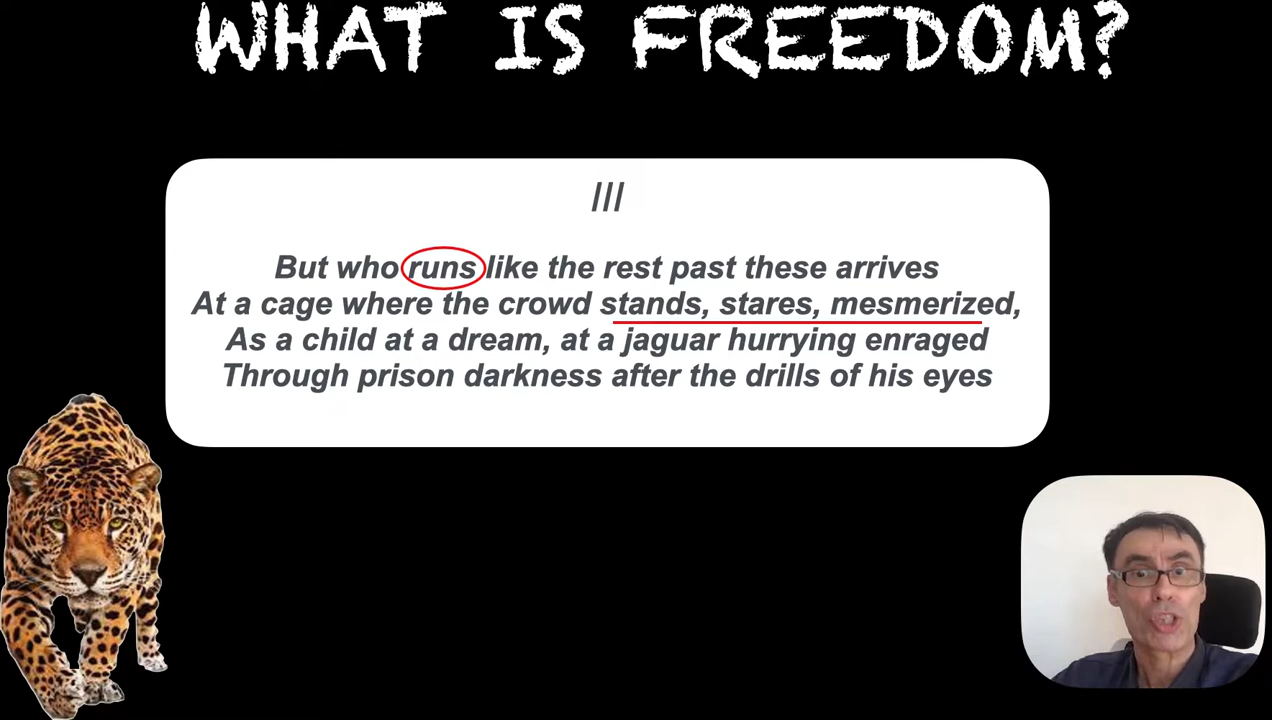 WHAT IS FREEDOM?
III
But who runs like the rest past these arrives
At a cage where the crowd stands, stares, mesmerized,
As a child at a dream, at a jaguar hurrying enraged
Through prison darkness after the drills of his eyes